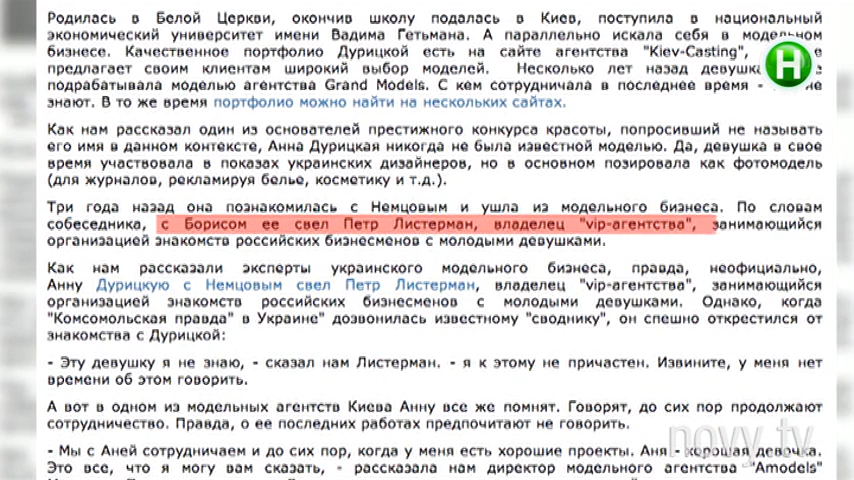 Родилась в Белой Церкви, окончив школу подалась в Киев, поступила в национальный
экономический университет имени Вадима Гетьмана. А параллельно искала себя в модельном
бизнесе. Качественное портфолио Дурицкой есть на сайте агентства "Kiev-Casting",
предлагает своим клиентам широкий выбор моделей. Несколько лет назад девушка
подрабатывала моделью агентства Grand Models. С кем сотрудничала в последнее время - не
знают. В то же время портфолио можно найти на нескольких сайтах.
Н
Как нам рассказал один из основателей престижного конкурса красоты, попросивший не называть
его имя в данном контексте, Анна Дурицкая никогда не была известной моделью. Да, девушка в свое
время участвовала в показах украинских дизайнеров, но в основном позировала как фотомодель
(для журналов, рекламируя белье, косметику и т.д.).
Три года назад она познакомилась с Немцовым и ушла из модельного бизнеса. По словам
собеседника, с Борисом ее свел Петр Листерман, владелец "vip-агентства", занимающийся
организацией знакомств российских бизнесменов с молодыми девушками.
Как нам рассказали эксперты украинского модельного бизнеса, правда, неофициально,
Анну Дурицкую с Немцовым свел Петр Листерман, владелец "vip-агентства", занимающийся
организацией знакомств российских бизнесменов с молодыми девушками. Однако, когда
"Комсомольская правда" в Украине" дозвонилась известному "своднику", он спешно открестился от
знакомства с Дурицкой:
- Эту девушку я не знаю, - сказал нам Листерман. - я к этому не причастен. Извините, у меня нет
времени об этом говорить.
А вот в одном из модельных агентств Киева Анну все же помнят. Говорят, до сих пор продолжают
сотрудничество. Правда, о ее последних работах предпочитают не говорить.
- Мы с Аней сотрудничаем и до сих пор, когда у меня есть хорошие проекты. Аня - хорошая девочка.
Это все, что я могу вам сказать, - рассказала нам директор модельного агентства "Amodels"
novy.tv